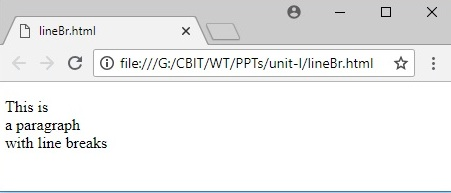 lineBr.html
file:///G:/CBIT/WT/PPTs/unit-I/lineBr.html
This is
a paragraph
with line breaks